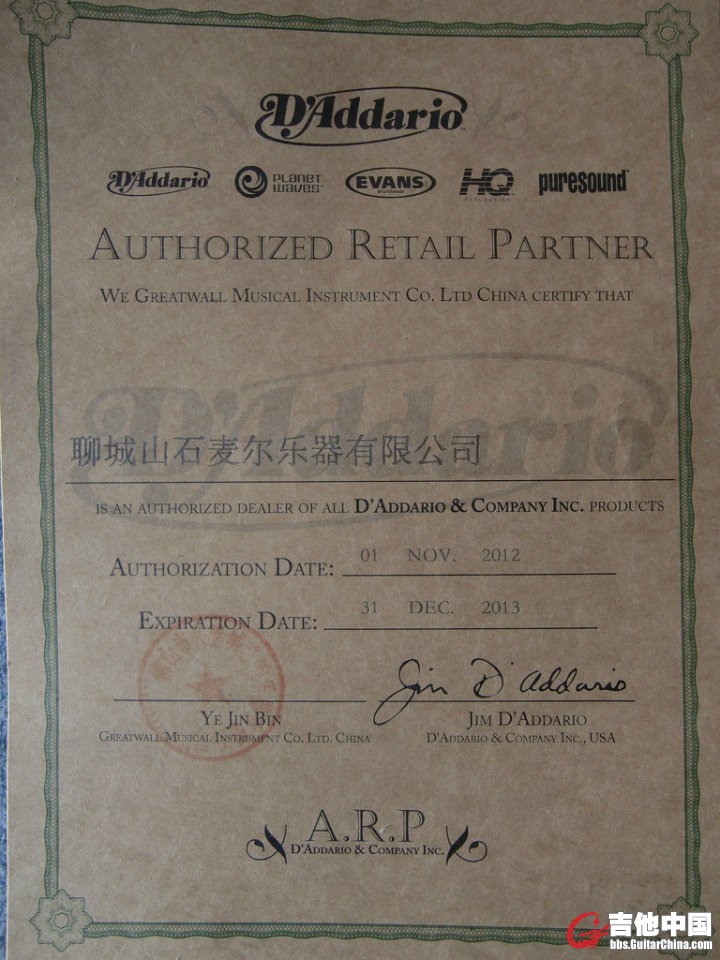 D'Addario
D'Addario PLANET WAVES EVANS HQ PERCUSSION puresound
AUTHORIZED RETAIL PARTNER
WE GREATWALL MUSICAL INSTRUMENT CO. LTD CHINA CERTIFY THAT
D'Addario
聊城山石麦尔乐器有限公司
IS AN AUTHORIZED DEALER OF ALL D'ADDARIO & COMPANY INC. PRODUCTS
AUTHORIZATION DATE: 01 NOV. 2012
EXPIRATION DATE: 31 DEC. 2013
Jim D'Addario
YE JIN BIN JIM D'ADDARIO
GREATWALL MUSICAL INSTRUMENT CO. LTD. CHINA D'ADDARIO & COMPANY INC., USA
A.R.P
D'ADDARIO & COMPANY INC.
吉他中国
bbs.GuitarChina.com